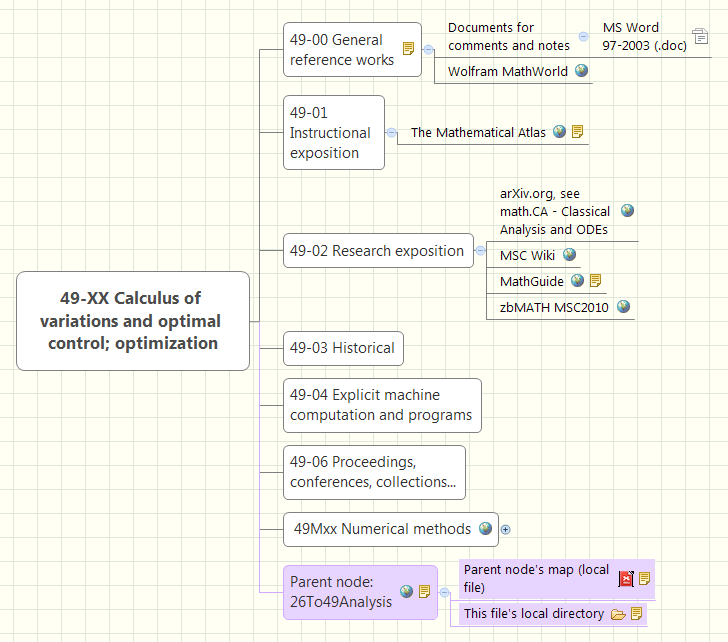 49-XX Calculus of
variations and optimal
control; optimization
49-00 General
reference works
Documents for
comments and notes
MS Word
97-2003 (.doc)
Wolfram MathWorld
49-01
Instructional
exposition
The Mathematical Atlas
49-02 Research exposition
arXiv.org, see
math.CA - Classical
Analysis and ODEs
MSC Wiki
MathGuide
zbMATH MSC2010
49-03 Historical
49-04 Explicit machine
computation and programs
49-06 Proceedings,
conferences, collections...
49Mxx Numerical methods
Parent node:
26To49Analysis
Parent node's map (local
file)
This file's local directory